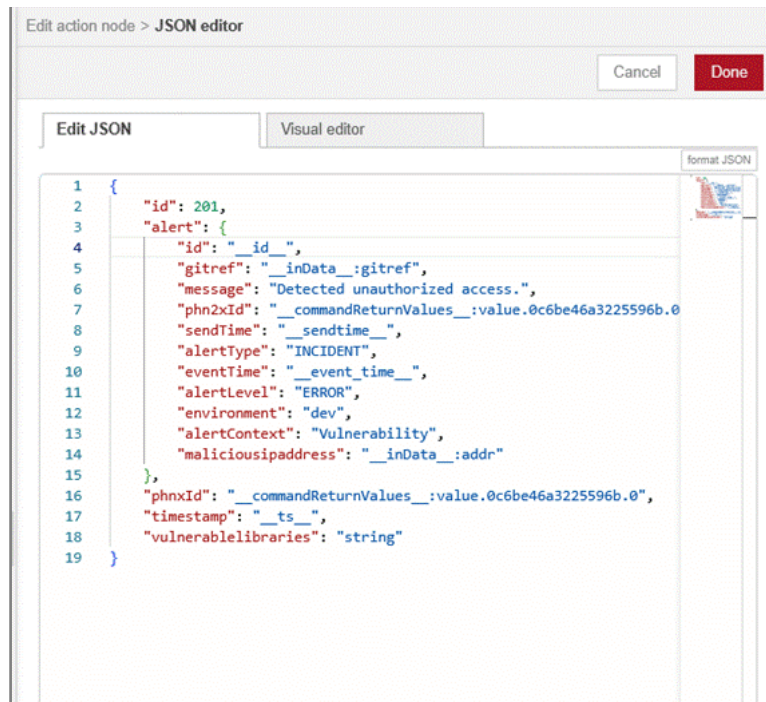 Edit action node > JSON editor
Cancel
Done
Edit JSON
Visual editor
format JSON
1 {
2 "id": 201,
3 "alert": {
4 "id": "__id__",
5 "gitref": "__inData__:gitref",
6 "message": "Detected unauthorized access.",
7 "phn2xId": "__commandReturnValues__:value.0c6be46a3225596b.0
8 "sendTime": "__sendtime__",
9 "alertType": "INCIDENT",
10 "eventTime": "__event_time__",
11 "alertLevel": "ERROR",
12 "environment": "dev",
13 "alertContext": "Vulnerability",
14 "maliciousipaddress": "__inData__:addr"
15 },
16 "phnxId": "__commandReturnValues__:value.0c6be46a3225596b.0",
17 "timestamp": "__ts__",
18 "vulnerablelibraries": "string"
19 }